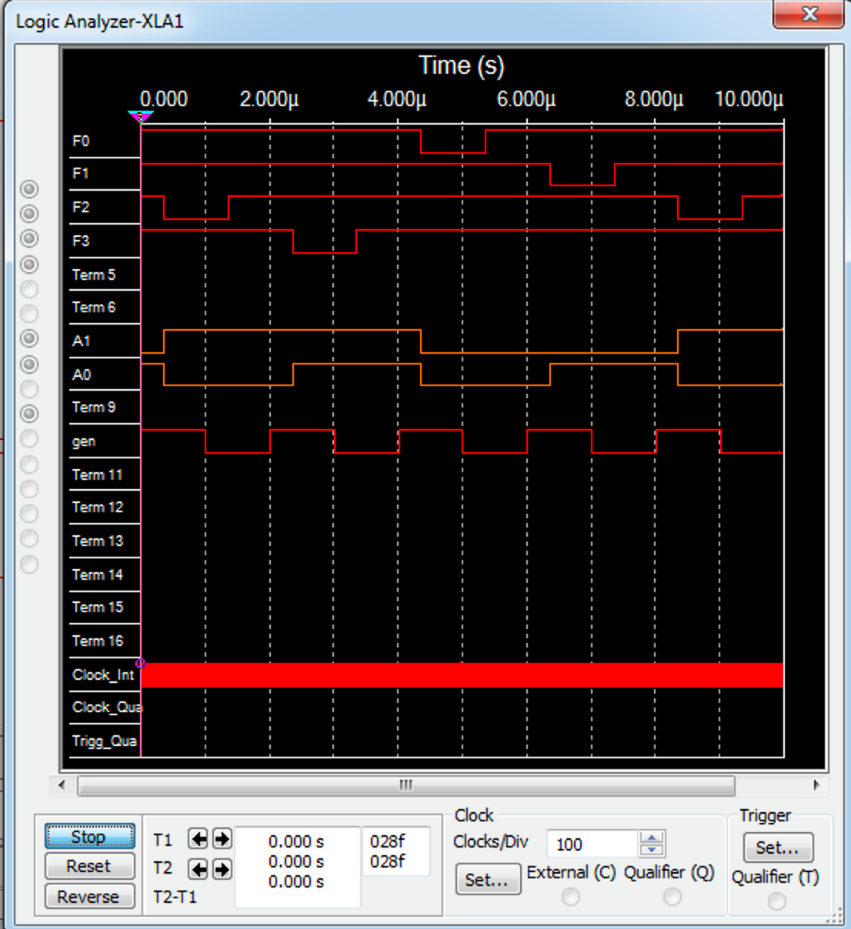 Logic Analyzer-XLA1
Time (s)
0.000 2.000µ 4.000µ 6.000µ 8.000µ 10.000µ
F0
F1
F2
F3
Term 5
Term 6
A1
A0
Term 9
gen
Term 11
Term 12
Term 13
Term 14
Term 15
Term 16
Clock_Int
Clock_Qua
Trigg_Qua
Stop
Reset
Reverse
T1 0.000 s 028f
T2 0.000 s 028f
T2-T1 0.000 s
Clock
Clocks/Div 100
Set... External (C) Qualifier (Q)
Trigger
Set...
Qualifier (T)